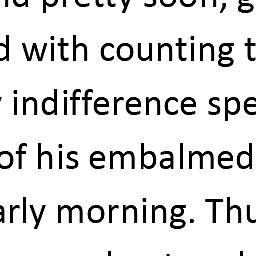 pretty soon,
with counting
indifference spe
of his embalmed
arly morning. Thu